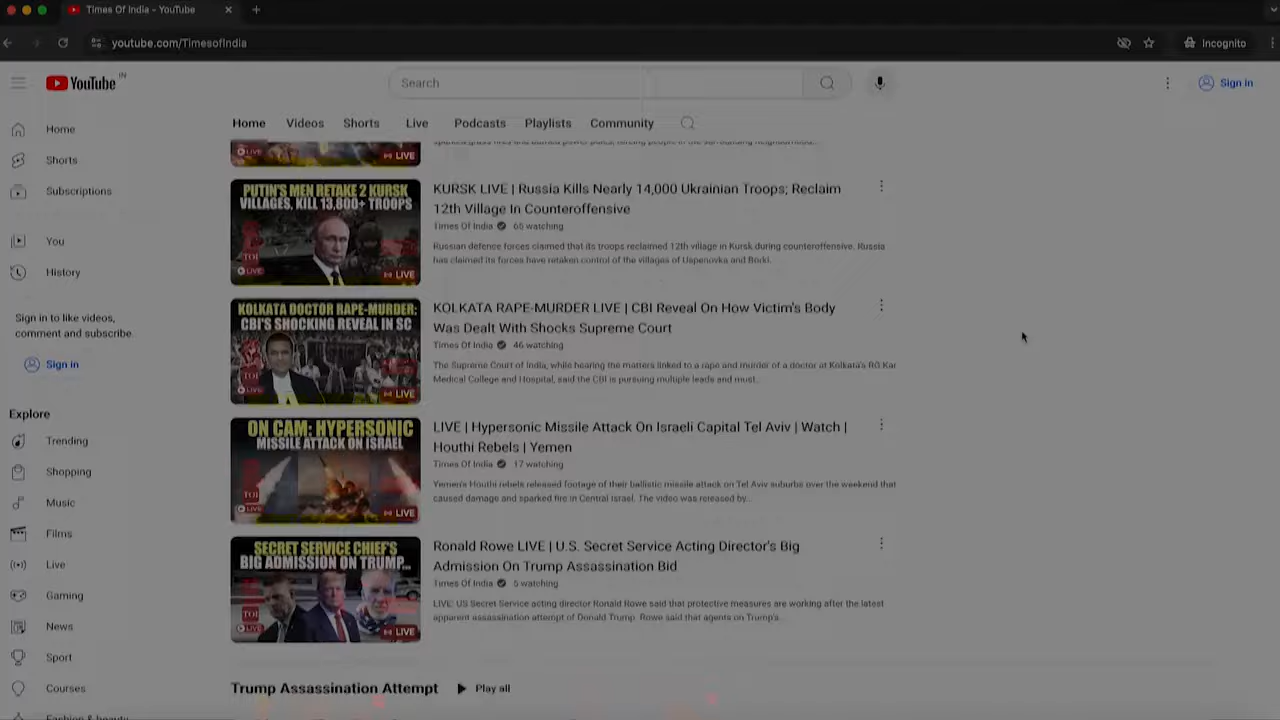 Times Of India - YouTube
youtube.com/TimesofIndia
Incognito
YouTube IN
Search
Sign in
Home Videos Shorts Live Podcasts Playlists Community
Home
Shorts
Subscriptions
You
History
Sign in to like videos,
comment and subscribe.
Sign in
Explore
Trending
Shopping
Music
Films
Live
Gaming
News
Sport
Courses
Fashion & beauty
LIVE
LIVE
PUTIN'S MEN RETAKE 2 KURSK
VILLAGES, KILL 13,800+ TROOPS
TOI
LIVE
LIVE
KURSK LIVE | Russia Kills Nearly 14,000 Ukrainian Troops; Reclaim
12th Village In Counteroffensive
Times Of India 65 watching
Russian defense forces claimed that its troops reclaimed 12th village in Kursk during counteroffensive. Russia
has claimed its forces have retaken control of the villages of Uspenovka and Borki.
KOLKATA DOCTOR RAPE-MURDER:
CBI'S SHOCKING REVEAL IN SC
TOI
LIVE
LIVE
KOLKATA RAPE-MURDER LIVE | CBI Reveal On How Victim's Body
Was Dealt With Shocks Supreme Court
Times Of India 46 watching
The Supreme Court of India, while hearing the matters linked to a rape and murder of a doctor at Kolkata's RG Kar
Medical College and Hospital, said the CBI is pursuing multiple leads and must...
ON CAM: HYPERSONIC
MISSILE ATTACK ON ISRAEL
TOI
LIVE
LIVE
LIVE | Hypersonic Missile Attack On Israeli Capital Tel Aviv | Watch |
Houthi Rebels | Yemen
Times Of India 17 watching
Yemen's Houthi rebels released footage of their ballistic missile attack on Tel Aviv suburbs over the weekend that
caused damage and sparked fire in Central Israel. The video was released by...
SECRET SERVICE CHIEF'S
BIG ADMISSION ON TRUMP...
TOI
LIVE
LIVE
Ronald Rowe LIVE | U.S. Secret Service Acting Director's Big
Admission On Trump Assassination Bid
Times Of India 5 watching
LIVE: US Secret Service acting director Ronald Rowe said that protective measures are working after the latest
apparent assassination attempt of Donald Trump. Rowe said that agents on Trump's...
Trump Assassination Attempt Play all